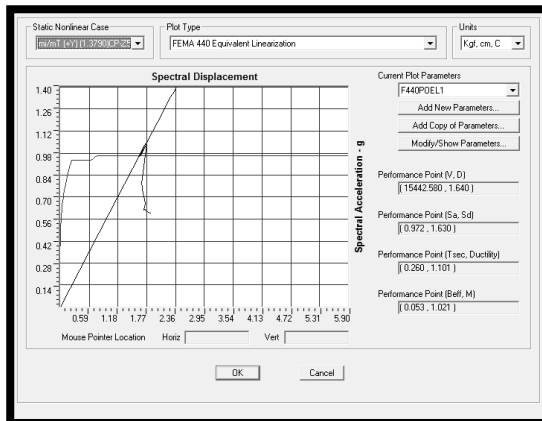 Static Nonlinear Case
Plot Type
Units
FEMA 440 Equivalent Linearization
Kgf, cm, C
Spectral Displacement
Current Plot Parameters
F440POEL1
Add New Parameters...
Add Copy of Parameters...
Modify/Show Parameters...
1.40
1.26
1.12
0.98
0.84
0.70
0.56
0.42
0.28
0.14
Spectral Acceleration - g
Performance Point (V, D)
( 15442.580 , 1.640 )
Performance Point (Sa, Sd)
( 0.972 , 1.630 )
Performance Point (Tsec, Ductility)
( 0.260 , 1.101 )
Performance Point (Beff, M)
( 0.053 , 1.021 )
0.59 1.18 1.77 2.36 2.95 3.54 4.13 4.72 5.31 5.90
Mouse Pointer Location Horiz Vert
OK Cancel